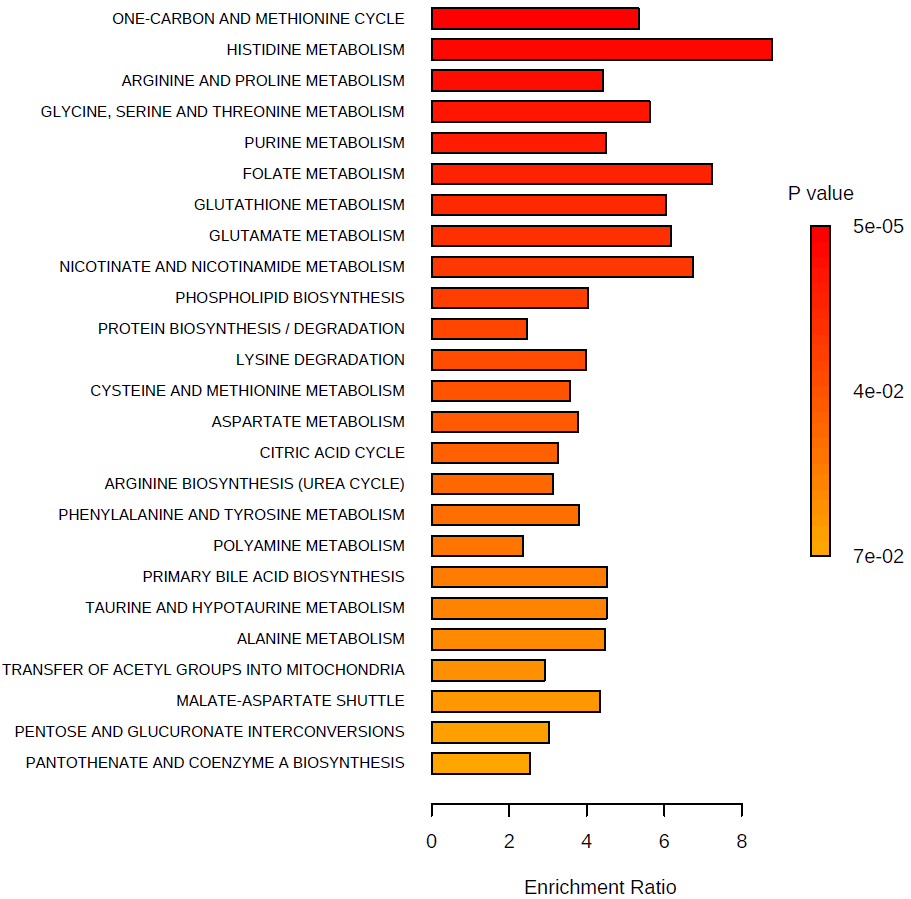 ONE-CARBON AND METHIONINE CYCLE
HISTIDINE METABOLISM
ARGININE AND PROLINE METABOLISM
GLYCINE, SERINE AND THREONINE METABOLISM
PURINE METABOLISM
FOLATE METABOLISM
GLUTATHIONE METABOLISM
GLUTAMATE METABOLISM
NICOTINATE AND NICOTINAMIDE METABOLISM
PHOSPHOLIPID BIOSYNTHESIS
PROTEIN BIOSYNTHESIS / DEGRADATION
LYSINE DEGRADATION
CYSTEINE AND METHIONINE METABOLISM
ASPARTATE METABOLISM
CITRIC ACID CYCLE
ARGININE BIOSYNTHESIS (UREA CYCLE)
PHENYLALANINE AND TYROSINE METABOLISM
POLYAMINE METABOLISM
PRIMARY BILE ACID BIOSYNTHESIS
TAURINE AND HYPOTAURINE METABOLISM
ALANINE METABOLISM
TRANSFER OF ACETYL GROUPS INTO MITOCHONDRIA
MALATE-ASPARTATE SHUTTLE
PENTOSE AND GLUCURONATE INTERCONVERSIONS
PANTOTHENATE AND COENZYME A BIOSYNTHESIS
0 2 4 6 8
Enrichment Ratio
P value
5e-05
4e-02
7e-02